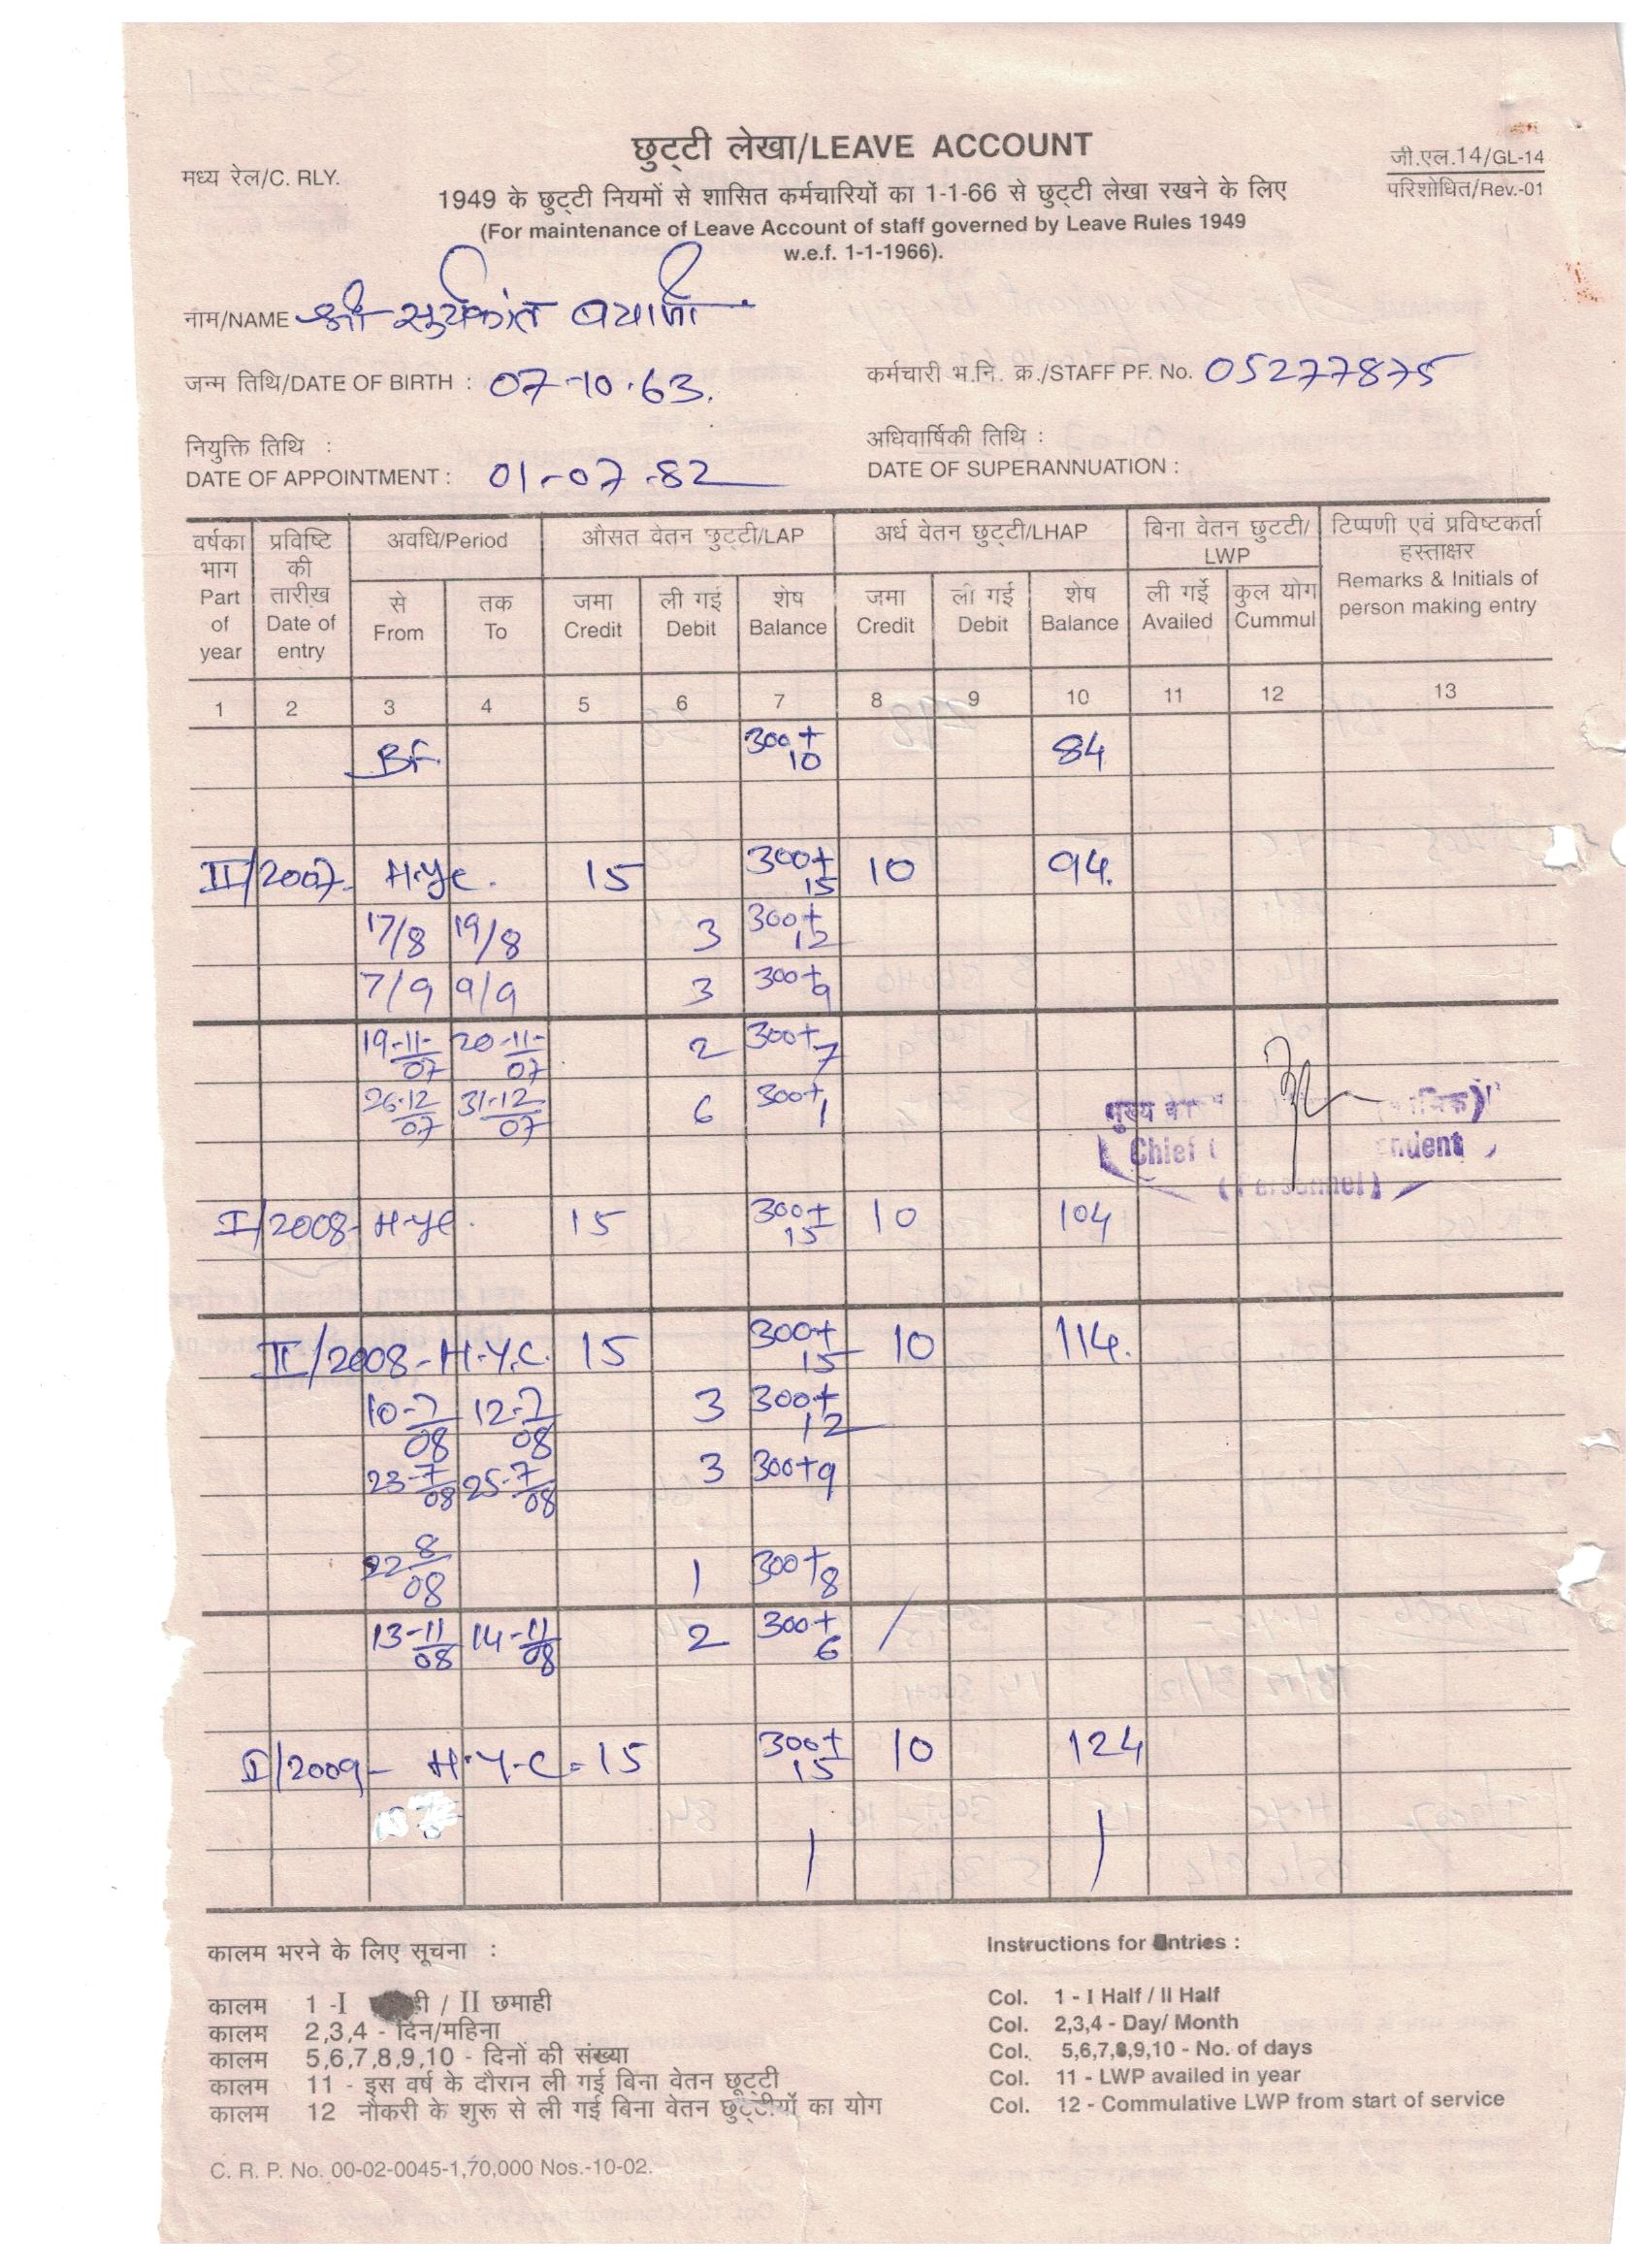 छुट्टी लेखा/LEAVE ACCOUNT
मध्य रेल/C. RLY.
जी.एल.14/GL-14
परिशोधित/Rev.-01
1949 के छुट्टी नियमों से शासित कर्मचारियों का 1-1-66 से छुट्टी लेखा रखने के लिए
(For maintenance of Leave Account of staff governed by Leave Rules 1949
w.e.f. 1-1-1966).
नाम/NAME श्री सूर्यकांत बयाजी
जन्म तिथि/DATE OF BIRTH : 07-10-63. कर्मचारी भ.नि. क्र./STAFF PF. No. 05277875
नियुक्ति तिथि : अधिवार्षिकी तिथि :
DATE OF APPOINTMENT : 01-07-82 DATE OF SUPERANNUATION :
वर्षका भाग Part of year
प्रविष्टि की तारीख Date of entry
अवधि/Period
औसत वेतन छुट्टी/LAP
अर्ध वेतन छुट्टी/LHAP
बिना वेतन छुटटी/ LWP
टिप्पणी एवं प्रविष्टकर्ता हस्ताक्षर Remarks & Initials of person making entry
से From
तक To
जमा Credit
ली गई Debit
शेष Balance
जमा Credit
ली गई Debit
शेष Balance
ली गई Availed
कुल योग Cummul
1 2 3 4 5 6 7 8 9 10 11 12 13
BF 300+10 84
II/2007- H.Yc. 15 300+15 10 94.
17/8 19/8 3 300+12
7/9 9/9 3 300+9
19-11-07 20-11-07 2 300+7
26-12-07 31-12-07 6 300+1
मुख्य
Chief
(Personnel)
I/2008- H-Yc. 15 300+15 10 104
II/2008-H.Y.C. 15 300+15 10 114.
10-7/08 12-7/08 3 300+12
23-7/08 25-7/08 3 300+9
22-8/08 1 300+8
13-11/08 14-11/08 2 300+6
I/2009- H.Y.C = 15 300+15 10 124
कालम भरने के लिए सूचना : Instructions for Entries :
कालम 1 -I ही / II छमाही Col. 1 - I Half / II Half
कालम 2,3,4 - दिन/महिना Col. 2,3,4 - Day/ Month
कालम 5,6,7,8,9,10 - दिनों की संख्या Col. 5,6,7,8,9,10 - No. of days
कालम 11 - इस वर्ष के दौरान ली गई बिना वेतन छूट्टी Col. 11 - LWP availed in year
कालम 12 नौकरी के शुरू से ली गई बिना वेतन छुट्टीयों का योग Col. 12 - Commulative LWP from start of service
C. R. P. No. 00-02-0045-1,70,000 Nos.-10-02.